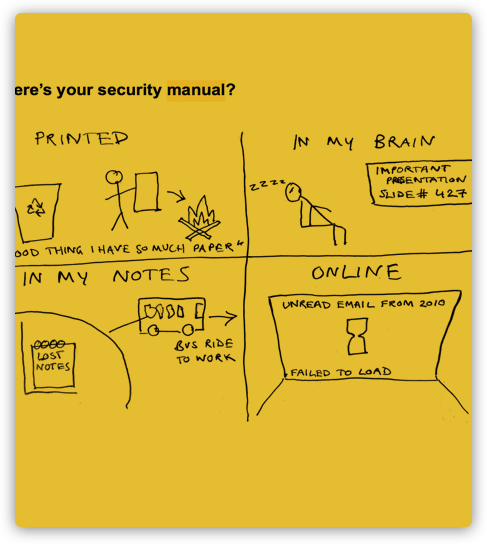 ere's your security manual?
PRINTED
IN MY BRAIN
IMPORTANT
PRESENTATION
SLIDE # 427
zzzz
OOD THING I HAVE SO MUCH PAPER"
IN MY NOTES
ONLINE
LOST
NOTES
BUS RIDE
TO WORK
UNREAD EMAIL FROM 2010
FAILED TO LOAD